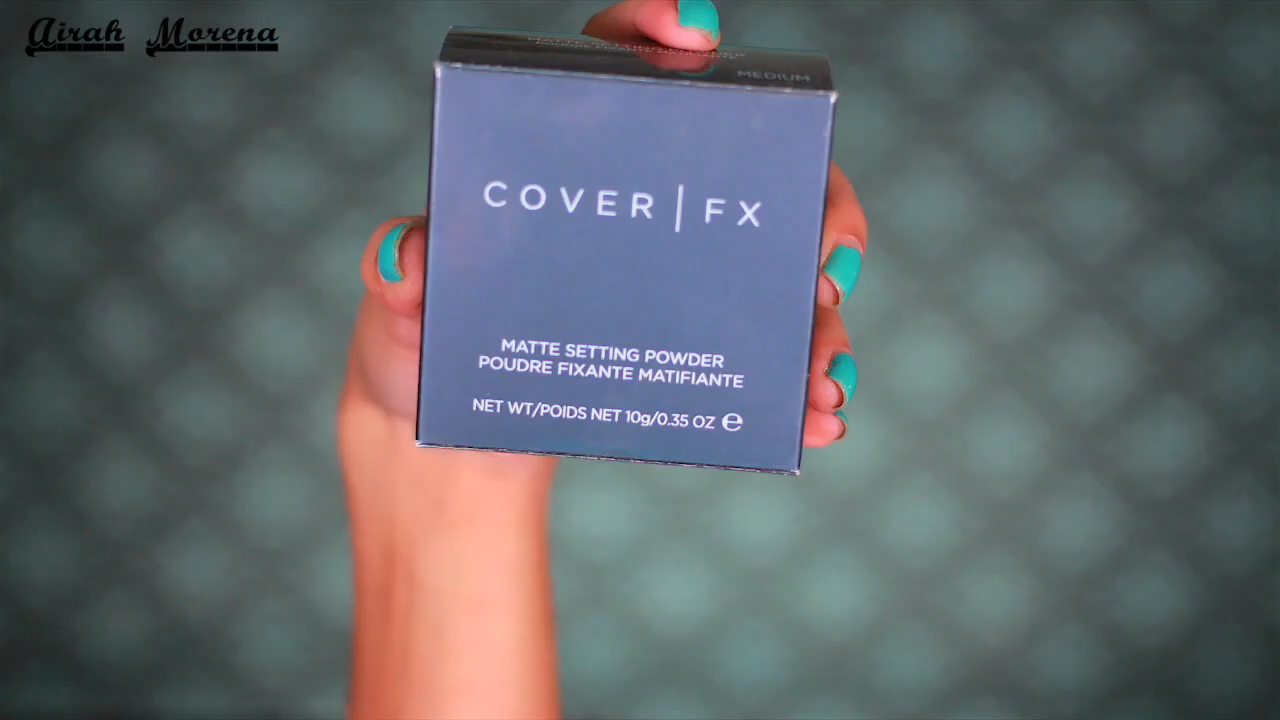 Airah Morena
MEDIUM
COVER | FX
MATTE SETTING POWDER
POUDRE FIXANTE MATIFIANTE
NET WT/POIDS NET 10g/0.35 OZ ℮